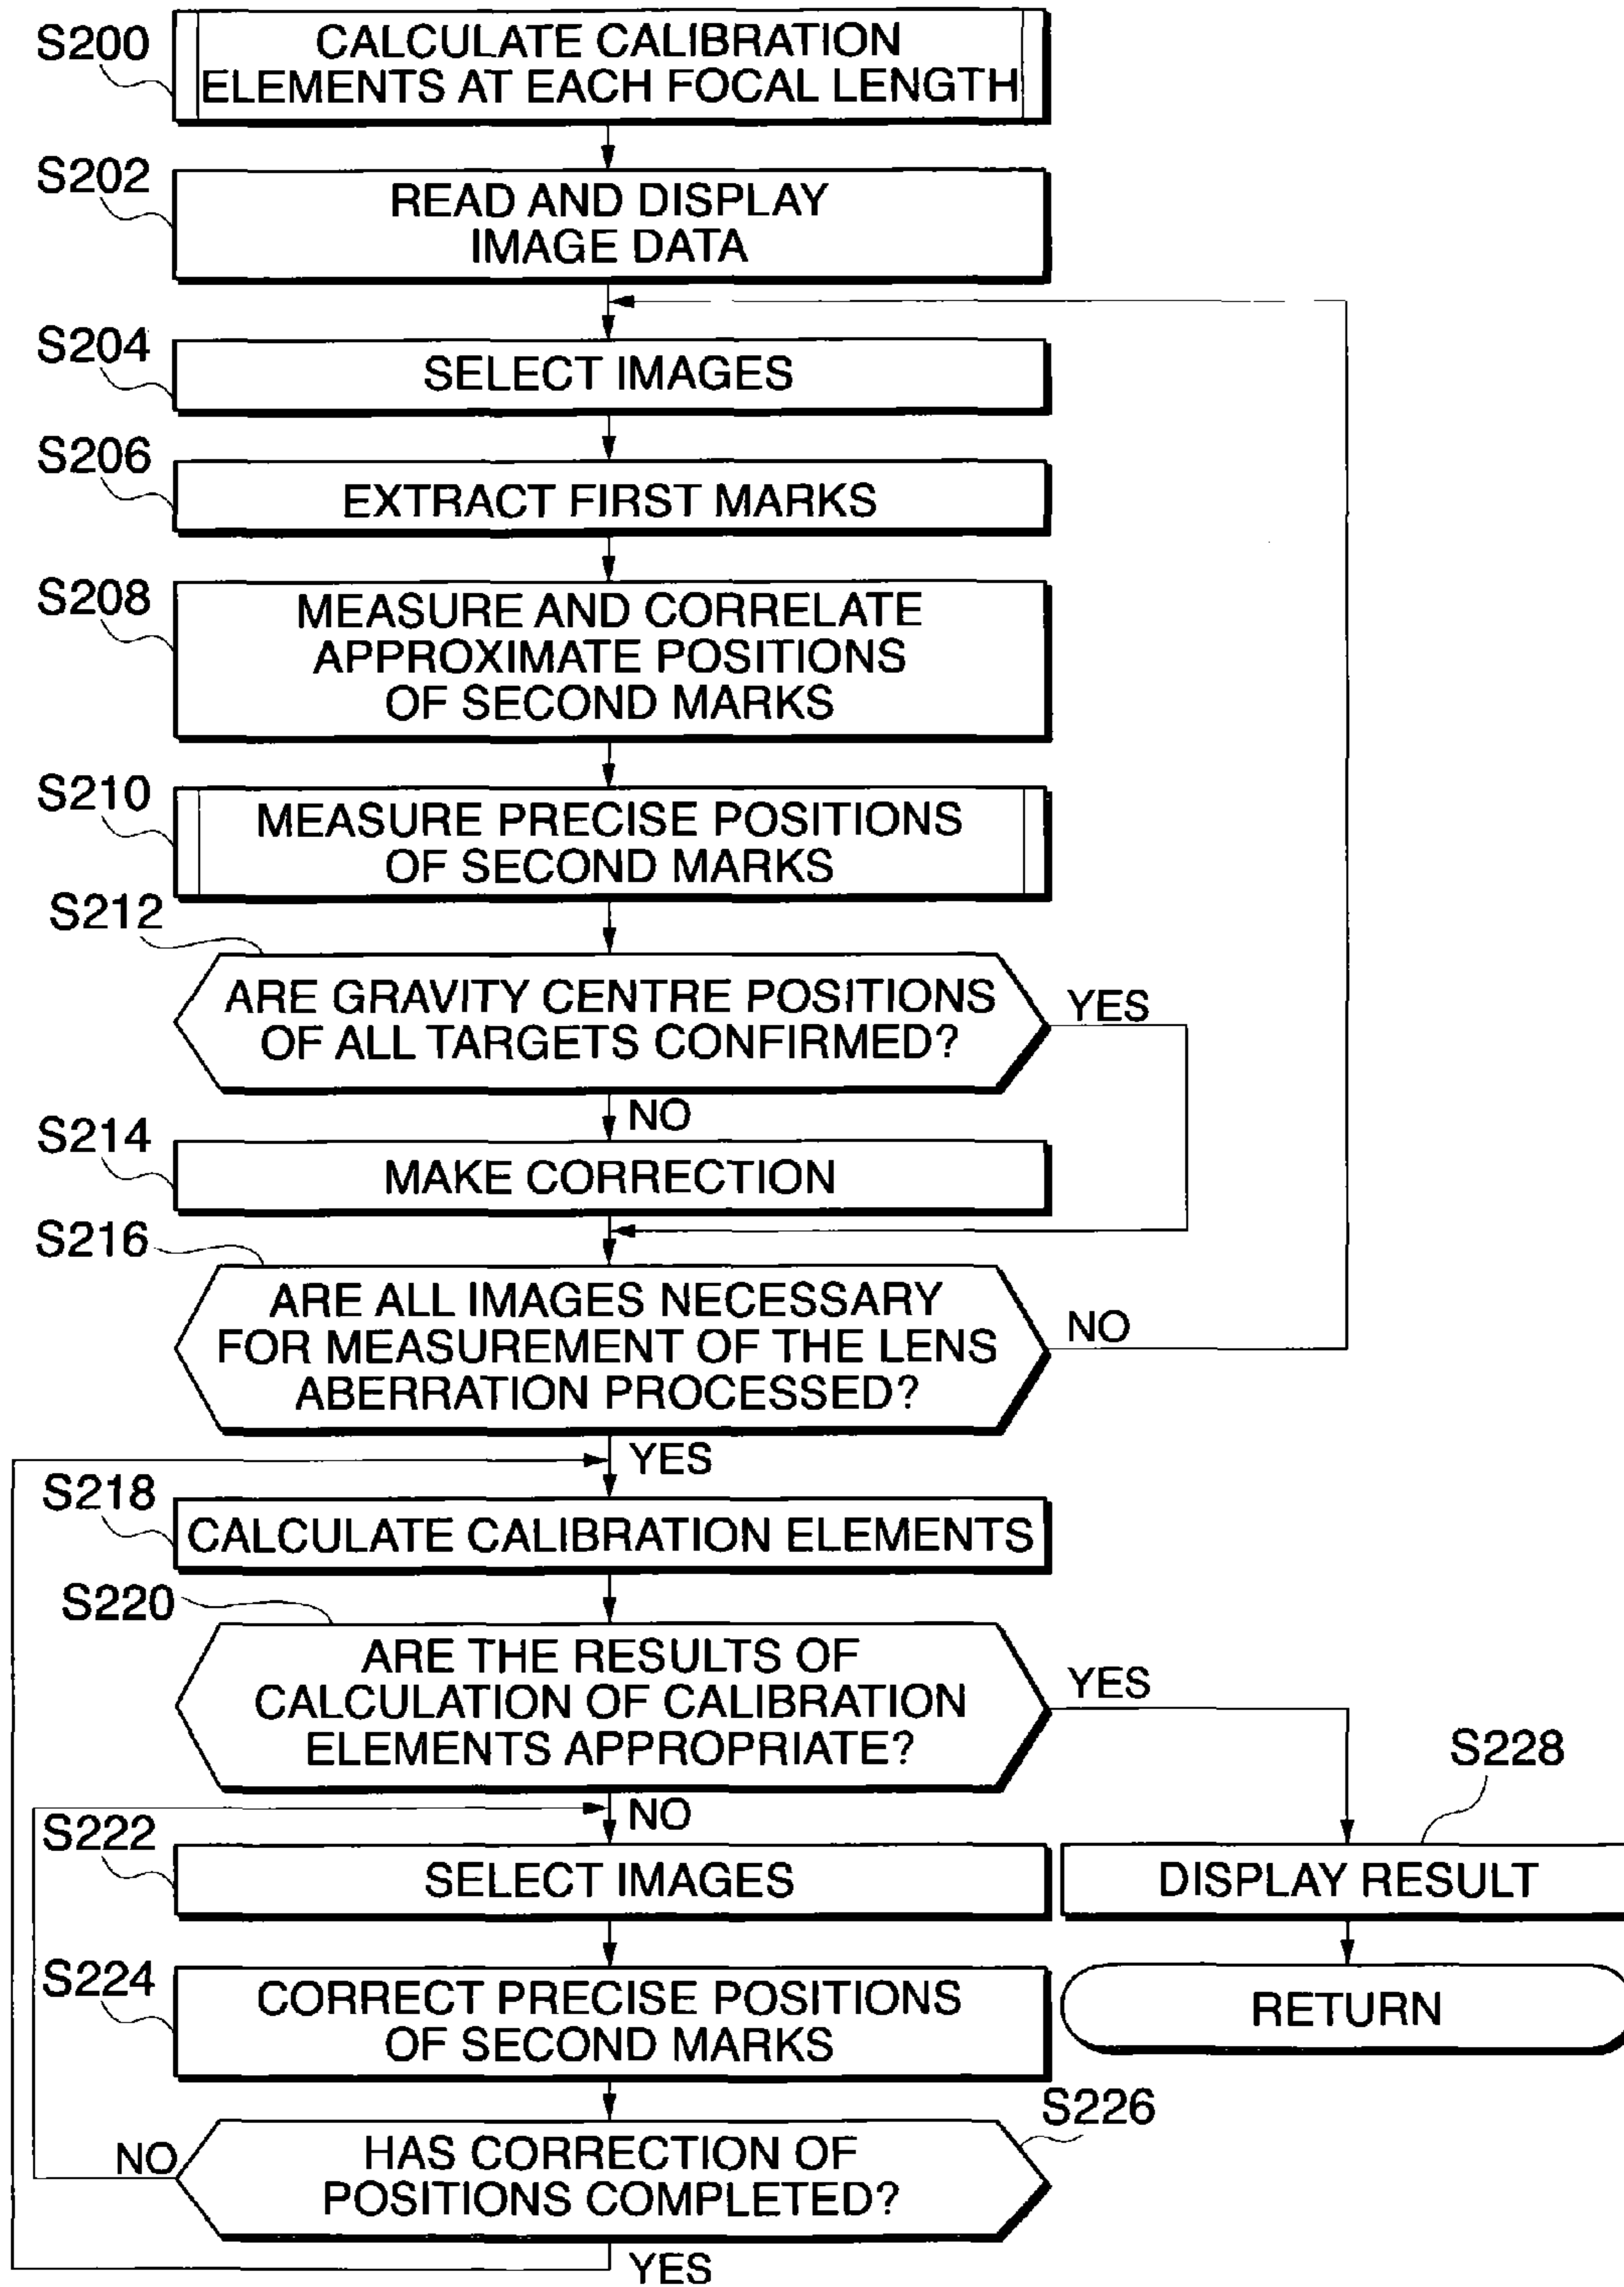 S200
CALCULATE CALIBRATION
ELEMENTS AT EACH FOCAL LENGTH
S202
READ AND DISPLAY
IMAGE DATA
S204
SELECT IMAGES
S206
EXTRACT FIRST MARKS
S208
MEASURE AND CORRELATE
APPROXIMATE POSITIONS
OF SECOND MARKS
S210
MEASURE PRECISE POSITIONS
OF SECOND MARKS
S212
ARE GRAVITY CENTRE POSITIONS
OF ALL TARGETS CONFIRMED?
YES
NO
S214
MAKE CORRECTION
S216
ARE ALL IMAGES NECESSARY
FOR MEASUREMENT OF THE LENS
ABERRATION PROCESSED?
NO
YES
S218
CALCULATE CALIBRATION ELEMENTS
S220
ARE THE RESULTS OF
CALCULATION OF CALIBRATION
ELEMENTS APPROPRIATE?
YES
NO
S222
SELECT IMAGES
S228
DISPLAY RESULT
S224
CORRECT PRECISE POSITIONS
OF SECOND MARKS
RETURN
S226
HAS CORRECTION OF
POSITIONS COMPLETED?
NO
YES